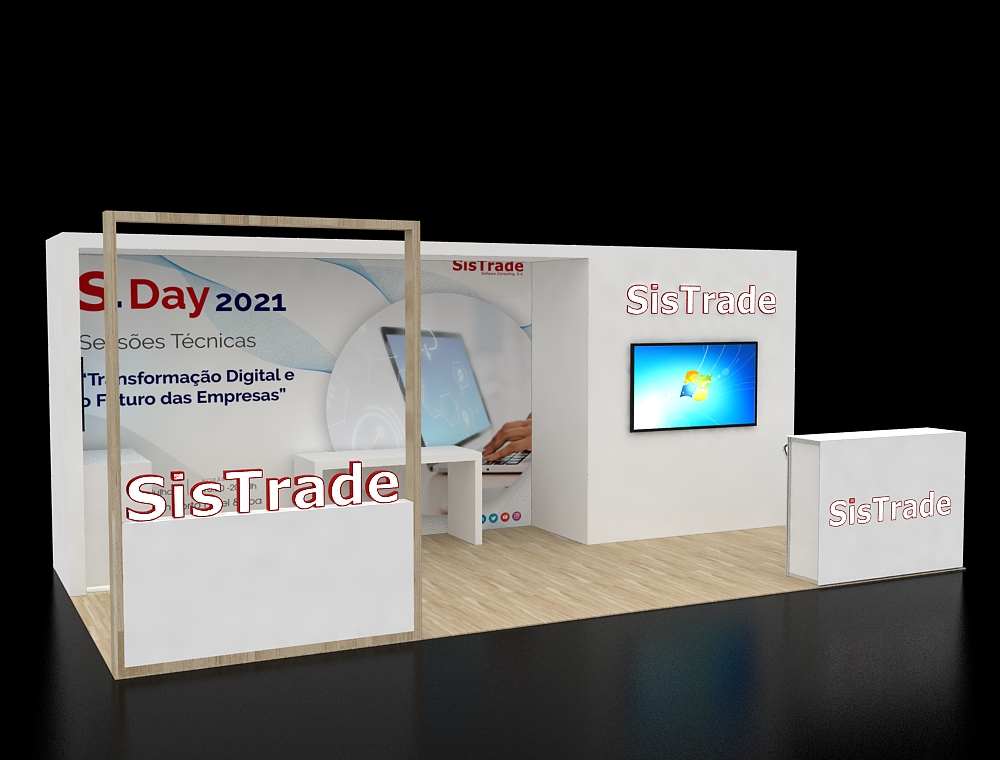 SisTrade
S. Day 2021
Sessões Técnicas
"Transformação Digital e
o Futuro das Empresas"
SisTrade
SisTrade
SisTrade